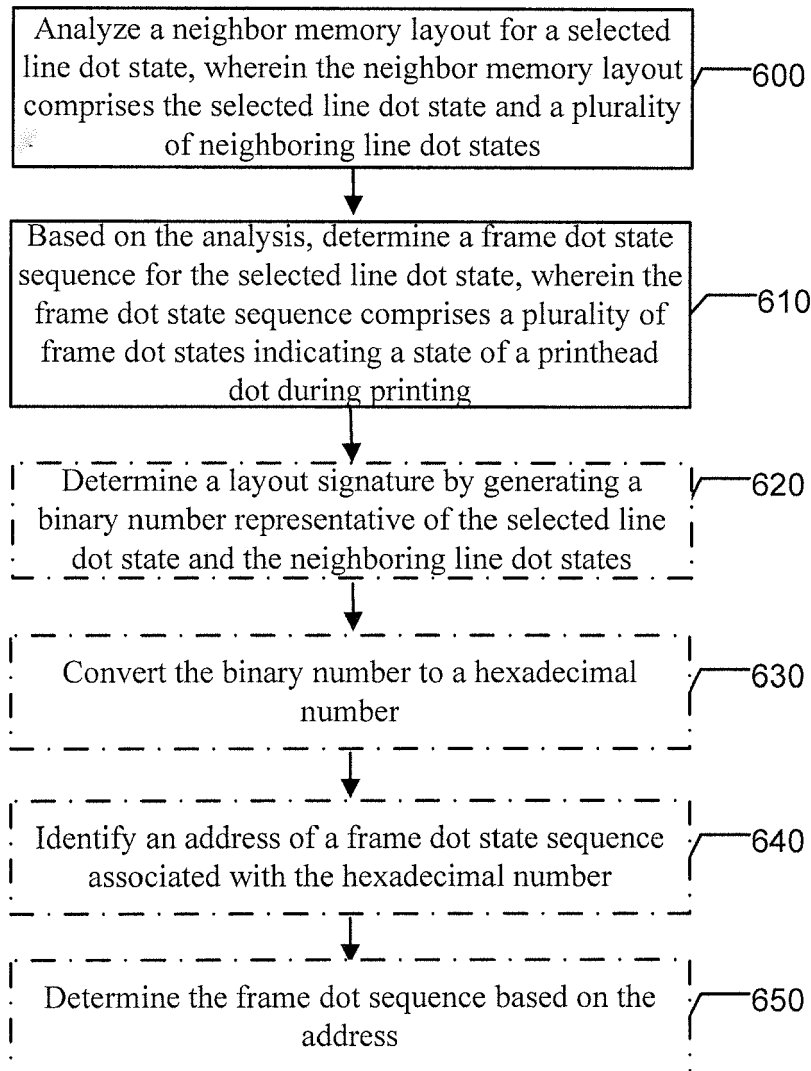 Analyze a neighbor memory layout for a selected
line dot state, wherein the neighbor memory layout
comprises the selected line dot state and a plurality
of neighboring line dot states
600
Based on the analysis, determine a frame dot state
sequence for the selected line dot state, wherein the
frame dot state sequence comprises a plurality of
frame dot states indicating a state of a printhead
dot during printing
610
Determine a layout signature by generating a
binary number representative of the selected line
dot state and the neighboring line dot states
620
Convert the binary number to a hexadecimal
number
630
Identify an address of a frame dot state sequence
associated with the hexadecimal number
640
Determine the frame dot sequence based on the
address
650